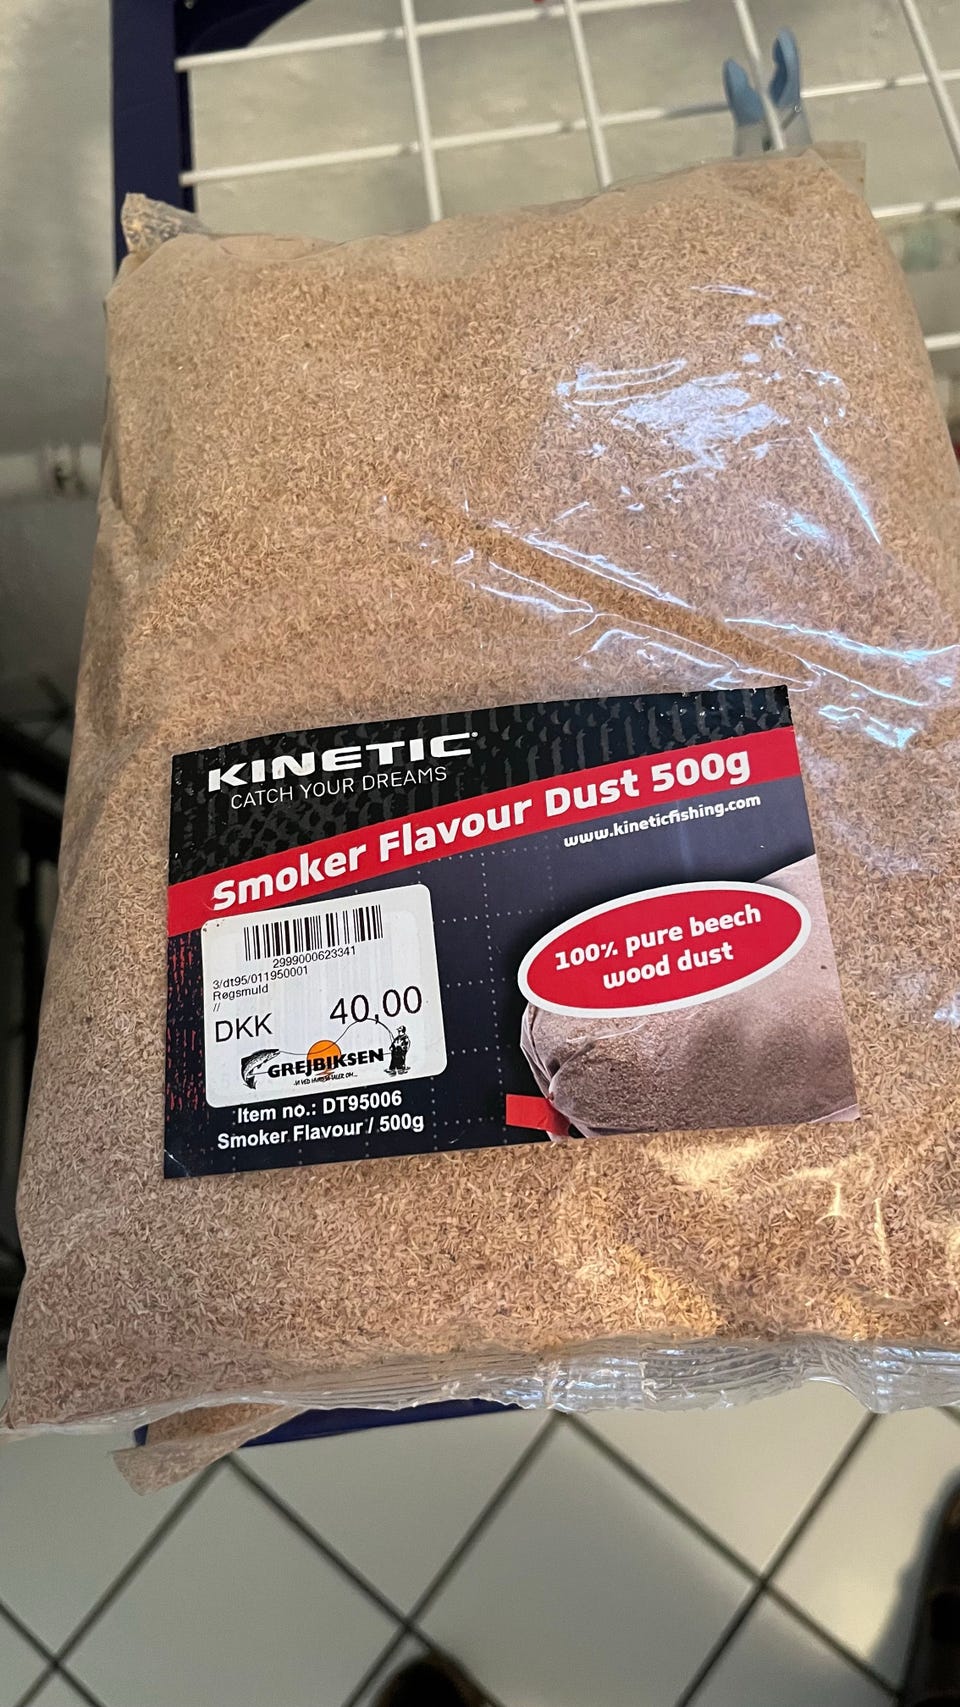 KINETIC
CATCH YOUR DREAMS
Smoker Flavour Dust 500g
www.kineticfishing.com
100% pure beech
wood dust
2999000623341
3/dt95/011950001
Røgsmuld
//
DKK 40,00
GREJBIKSEN
Item no.: DT95006
Smoker Flavour / 500g